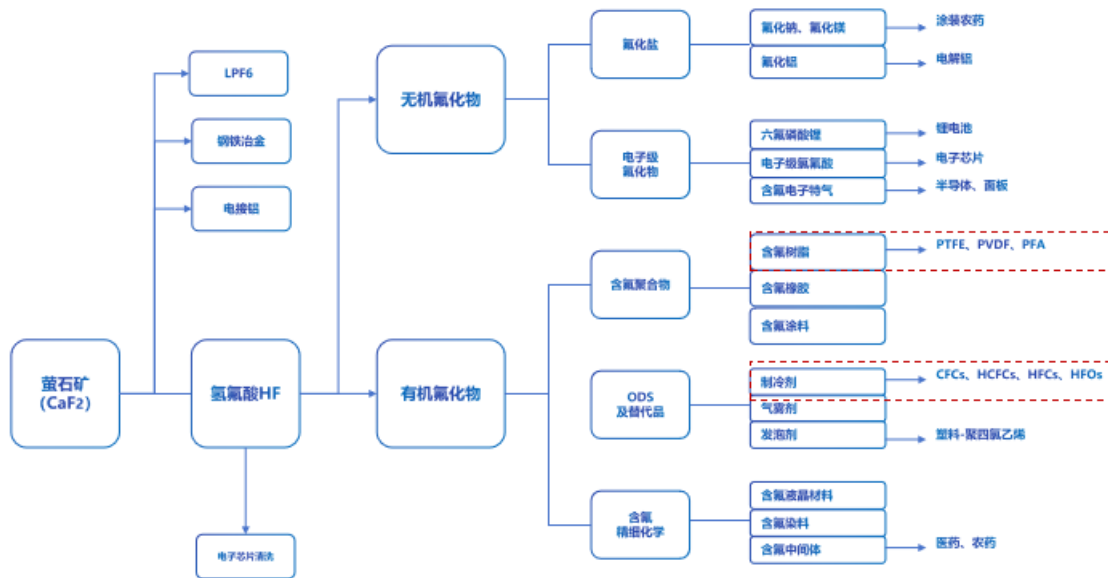 LPF6
钢铁冶金
电接铝
萤石矿
（CaF2）
氢氟酸HF
电子芯片清洗
无机氟化物
有机氟化物
氟化盐
电子级
氟化物
含氟聚合物
ODS
及替代品
含氟
精细化学
氟化钠、氟化镁
氟化铝
六氟磷酸锂
电子级氢氟酸
含氟电子特气
含氟树脂
含氟橡胶
含氟涂料
制冷剂
气雾剂
发泡剂
含氟液晶材料
含氟染料
含氟中间体
涂装农药
电解铝
锂电池
电子芯片
半导体、面板
PTFE、PVDF、PFA
CFCs、HCFCs、HFCs、HFOs
塑料-聚四氯乙烯
医药、农药